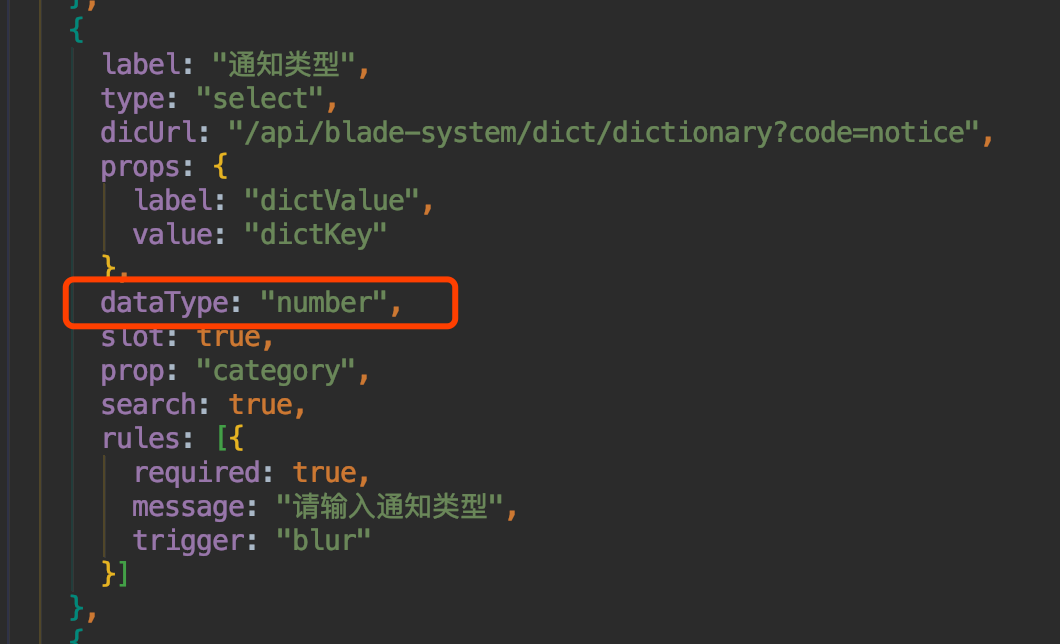 },
{
label: "通知类型",
type: "select",
dicUrl: "/api/blade-system/dict/dictionary?code=notice",
props: {
label: "dictValue",
value: "dictKey"
},
dataType: "number",
slot: true,
prop: "category",
search: true,
rules: [{
required: true,
message: "请输入通知类型",
trigger: "blur"
}]
},
{